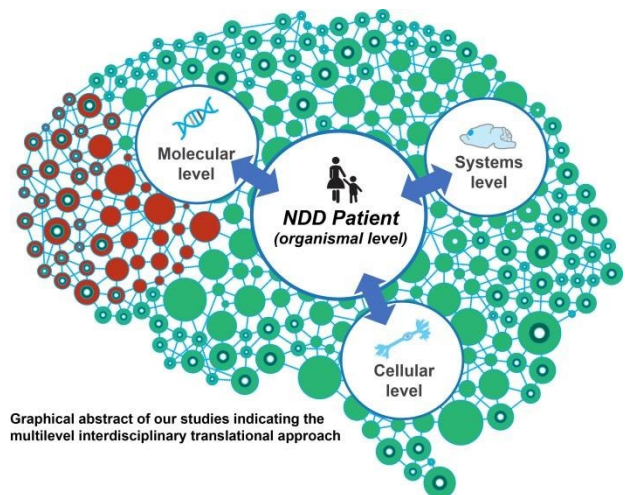 Molecular
level
Systems
level
NDD Patient
(organismal level)
Cellular
level
Graphical abstract of our studies indicating the
multilevel interdisciplinary translational approach